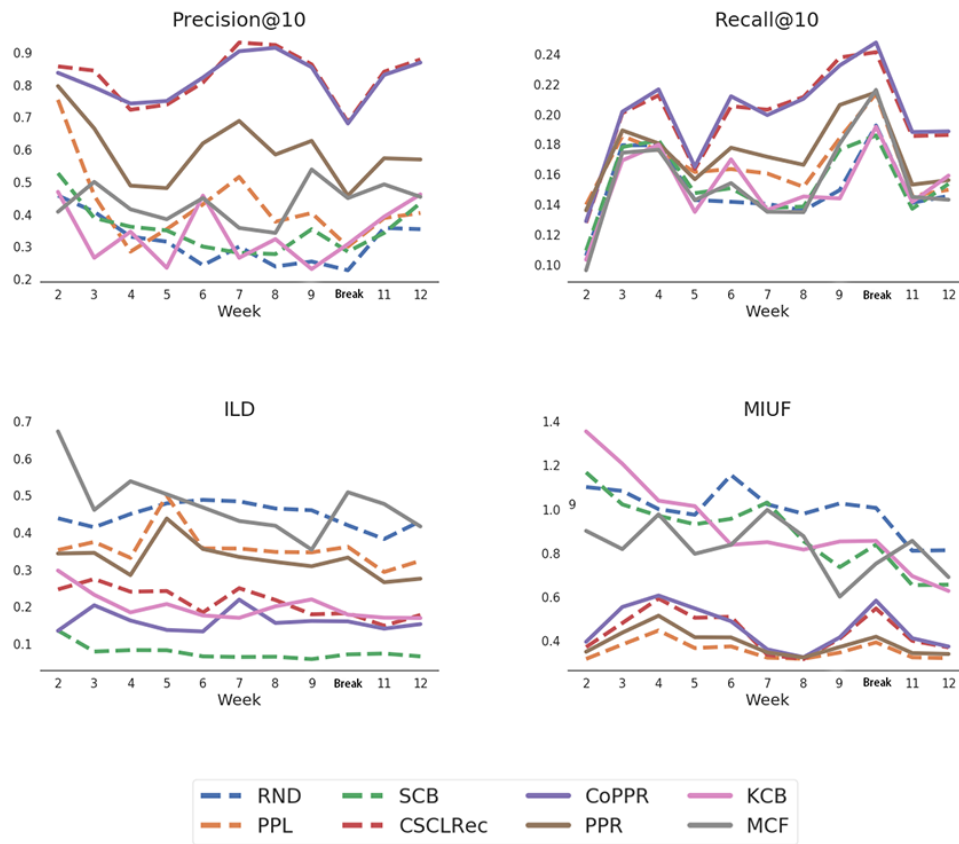 Precision@10
0.9
0.8
0.7
0.6
0.5
0.4
0.3
0.2
2 3 4 5 6 7 8 9 Break 11 12
Week
Recall@10
0.24
0.22
0.20
0.18
0.16
0.14
0.12
0.10
2 3 4 5 6 7 8 9 Break 11 12
Week
ILD
0.7
0.6
0.5
0.4
0.3
0.2
0.1
2 3 4 5 6 7 8 9 Break 11 12
Week
MIUF
1.4
1.2
1.0
9
0.8
0.6
0.4
2 3 4 5 6 7 8 9 Break 11 12
Week
RND SCB CoPPR KCB
PPL CSCLRec PPR MCF